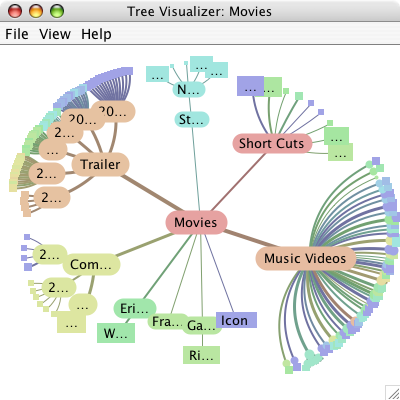 Tree Visualizer: Movies
File View Help
...
...
...
N...
...
...
20...
20...
St...
2...
Short Cuts
...
...
...
Trailer
2...
2...
Movies
2...
Com...
Music Videos
2...
...
Eri...
...
Fra...
Ga...
Icon
W...
Ri...